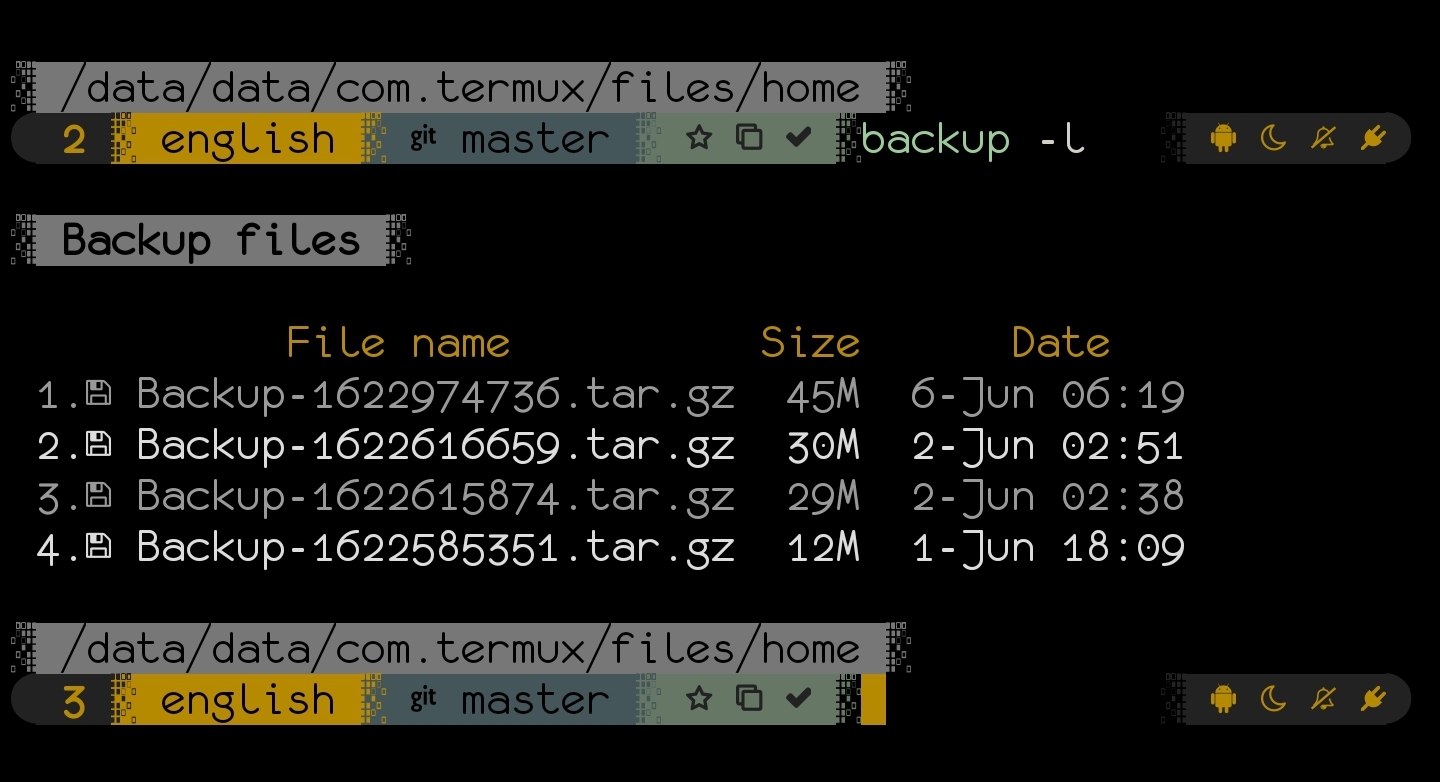 /data/data/com.termux/files/home
2 english git master backup -l
Backup files
File name Size Date
1. Backup-1622974736.tar.gz 45M 6-Jun 06:19
2. Backup-1622616659.tar.gz 30M 2-Jun 02:51
3. Backup-1622615874.tar.gz 29M 2-Jun 02:38
4. Backup-1622585351.tar.gz 12M 1-Jun 18:09
/data/data/com.termux/files/home
3 english git master